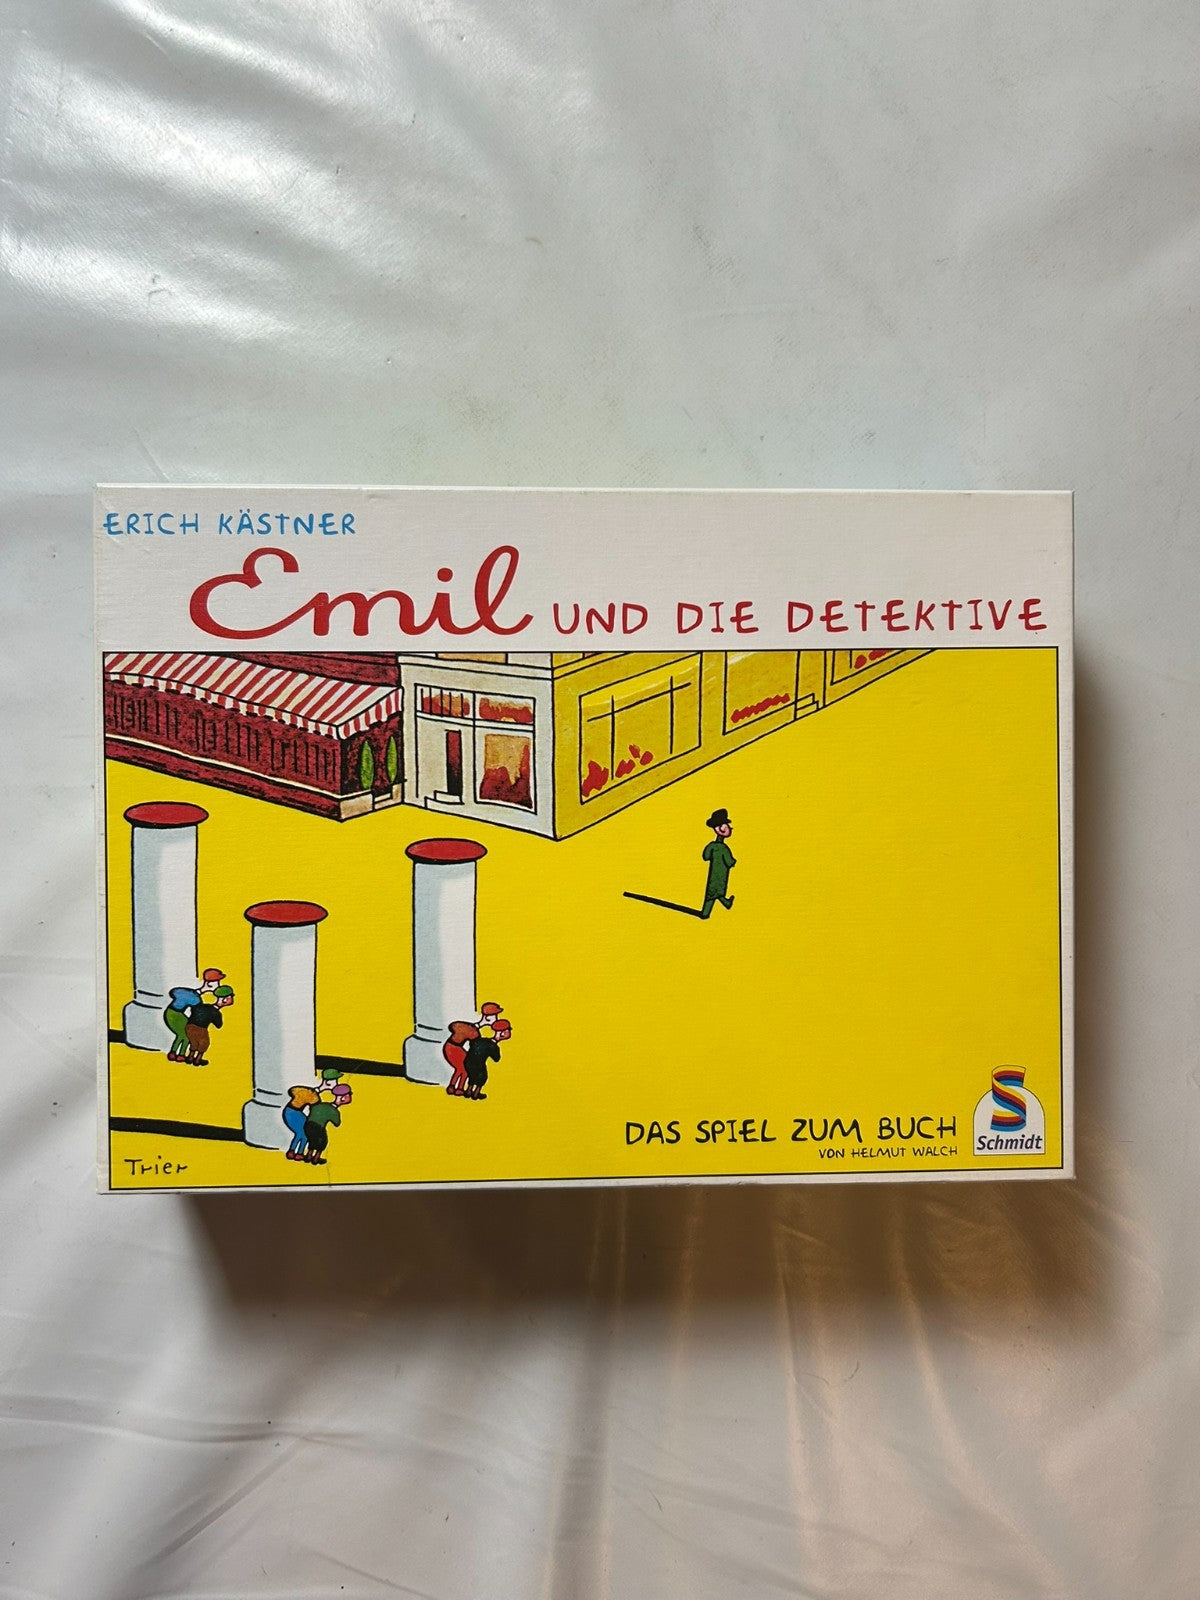 ERICH KÄSTNER
Emil UND DIE DETEKTIVE
Trier
DAS SPIEL ZUM BUCH
VON HELMUT WALCH
Schmidt